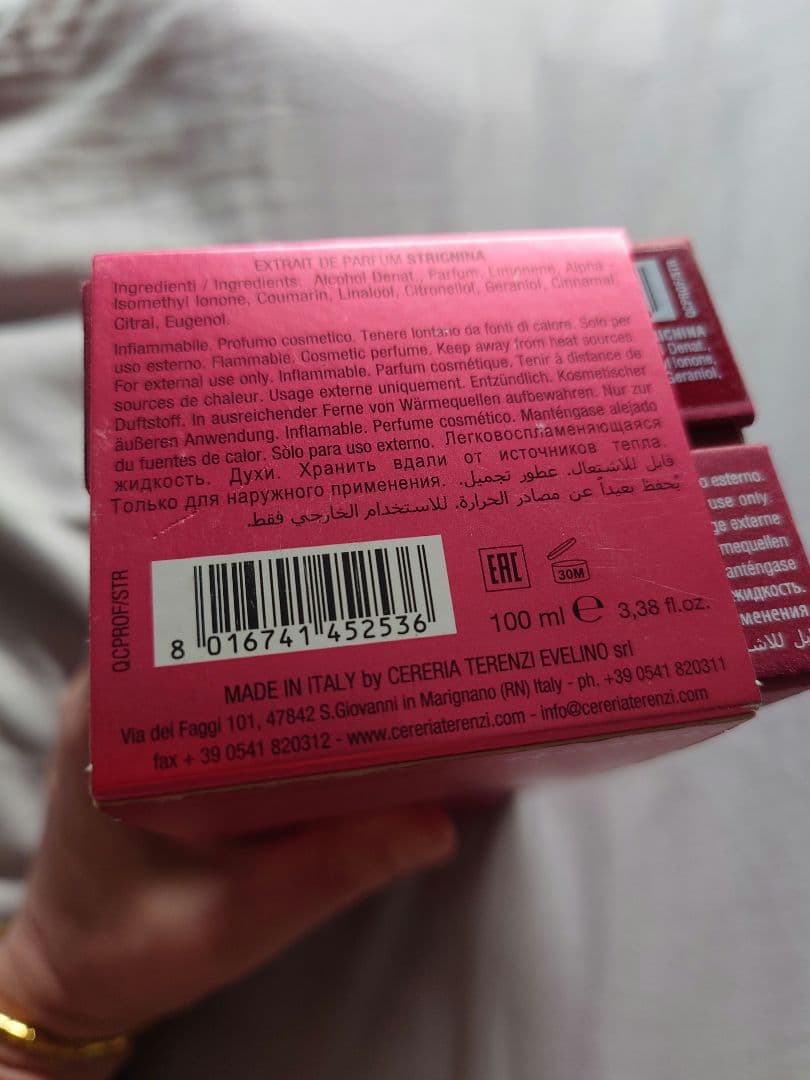 EXTRAIT DE PARFUM STRIGNINA
Ingredienti / Ingredients: Alcohol Denat., Parfum, Limonene, Alpha -
Isomethyl Ionone, Coumarin, Linalool, Citronellol, Geraniol, Cinnamal,
Citral, Eugenol.
Infiammabile. Profumo cosmetico. Tenere lontano da fonti di calore. Solo per
uso esterno. Flammable. Cosmetic perfume. Keep away from heat sources.
For external use only. Inflammable. Parfum cosmétique. Tenir à distance de
sources de chaleur. Usage externe uniquement. Entzündlich. Kosmetischer
Duftstoff. In ausreichender Ferne von Wärmequellen aufbewahren. Nur zur
äußeren Anwendung. Inflamable. Perfume cosmético. Manténgase alejado
du fuentes de calor. Sòlo para uso externo. Легковоспламеняющаяся
жидкость. Духи. Хранить вдали от источников тепла.
Только для наружного применения. قابل للاشتعال. عطور تجميل.
يُحفظ بعيداً عن مصادر الحرارة. للاستخدام الخارجي فقط.
QCPROF/STR
8 016741 452536
EAC
30M
100 ml e 3,38 fl.oz.
MADE IN ITALY by CERERIA TERENZI EVELINO srl
Via dei Faggi 101, 47842 S.Giovanni in Marignano (RN) Italy - ph. +39 0541 820311
fax + 39 0541 820312 - www.cereriaterenzi.com - info@cereriaterenzi.com
QCPROF/STR
Denat.,
Ionone,
Geraniol,
esterno.
use only.
externe
жидкость.